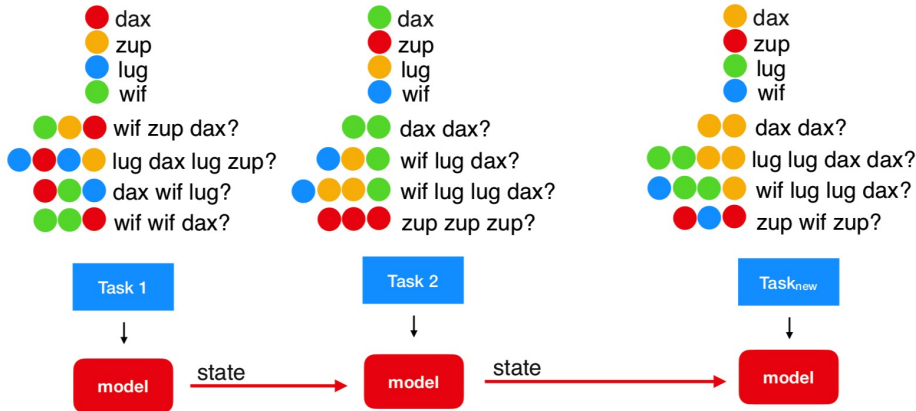 dax
zup
lug
wif
wif zup dax?
lug dax lug zup?
dax wif lug?
wif wif dax?
Task 1
model
state
dax
zup
lug
wif
dax dax?
wif lug dax?
wif lug lug dax?
zup zup zup?
Task 2
model
state
dax
zup
lug
wif
dax dax?
lug lug dax dax?
wif lug lug dax?
zup wif zup?
Tasknew
model